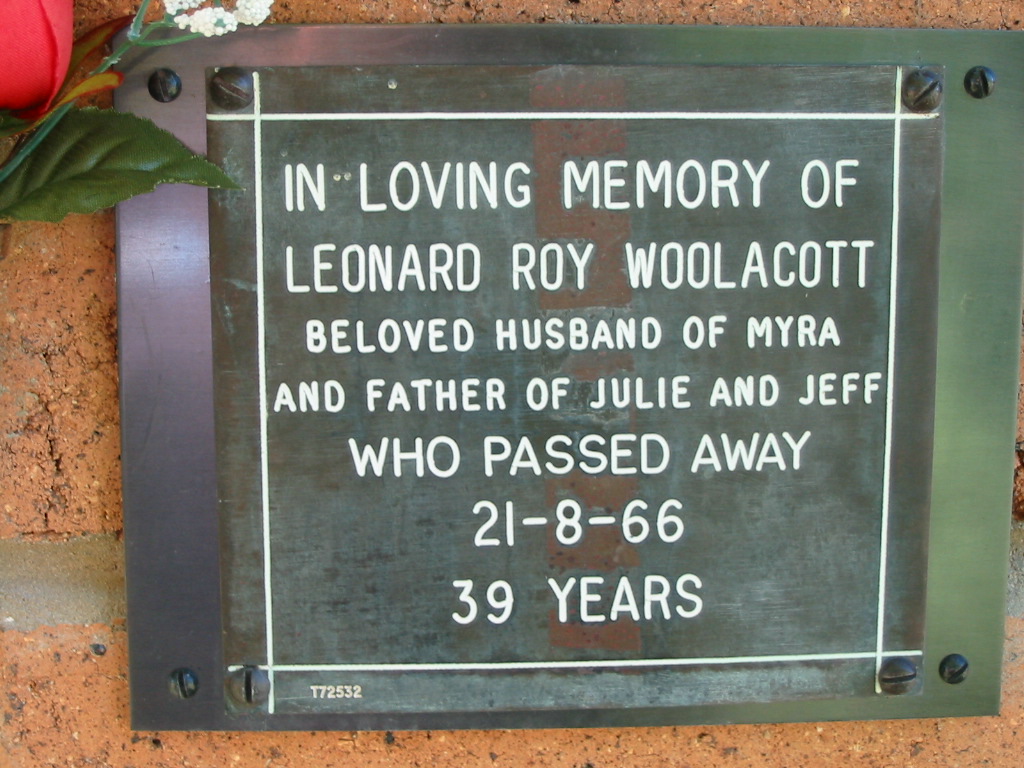 IN LOVING MEMORY OF
LEONARD ROY WOOLACOTT
BELOVED HUSBAND OF MYRA
AND FATHER OF JULIE AND JEFF
WHO PASSED AWAY
21-8-66
39 YEARS
T72532